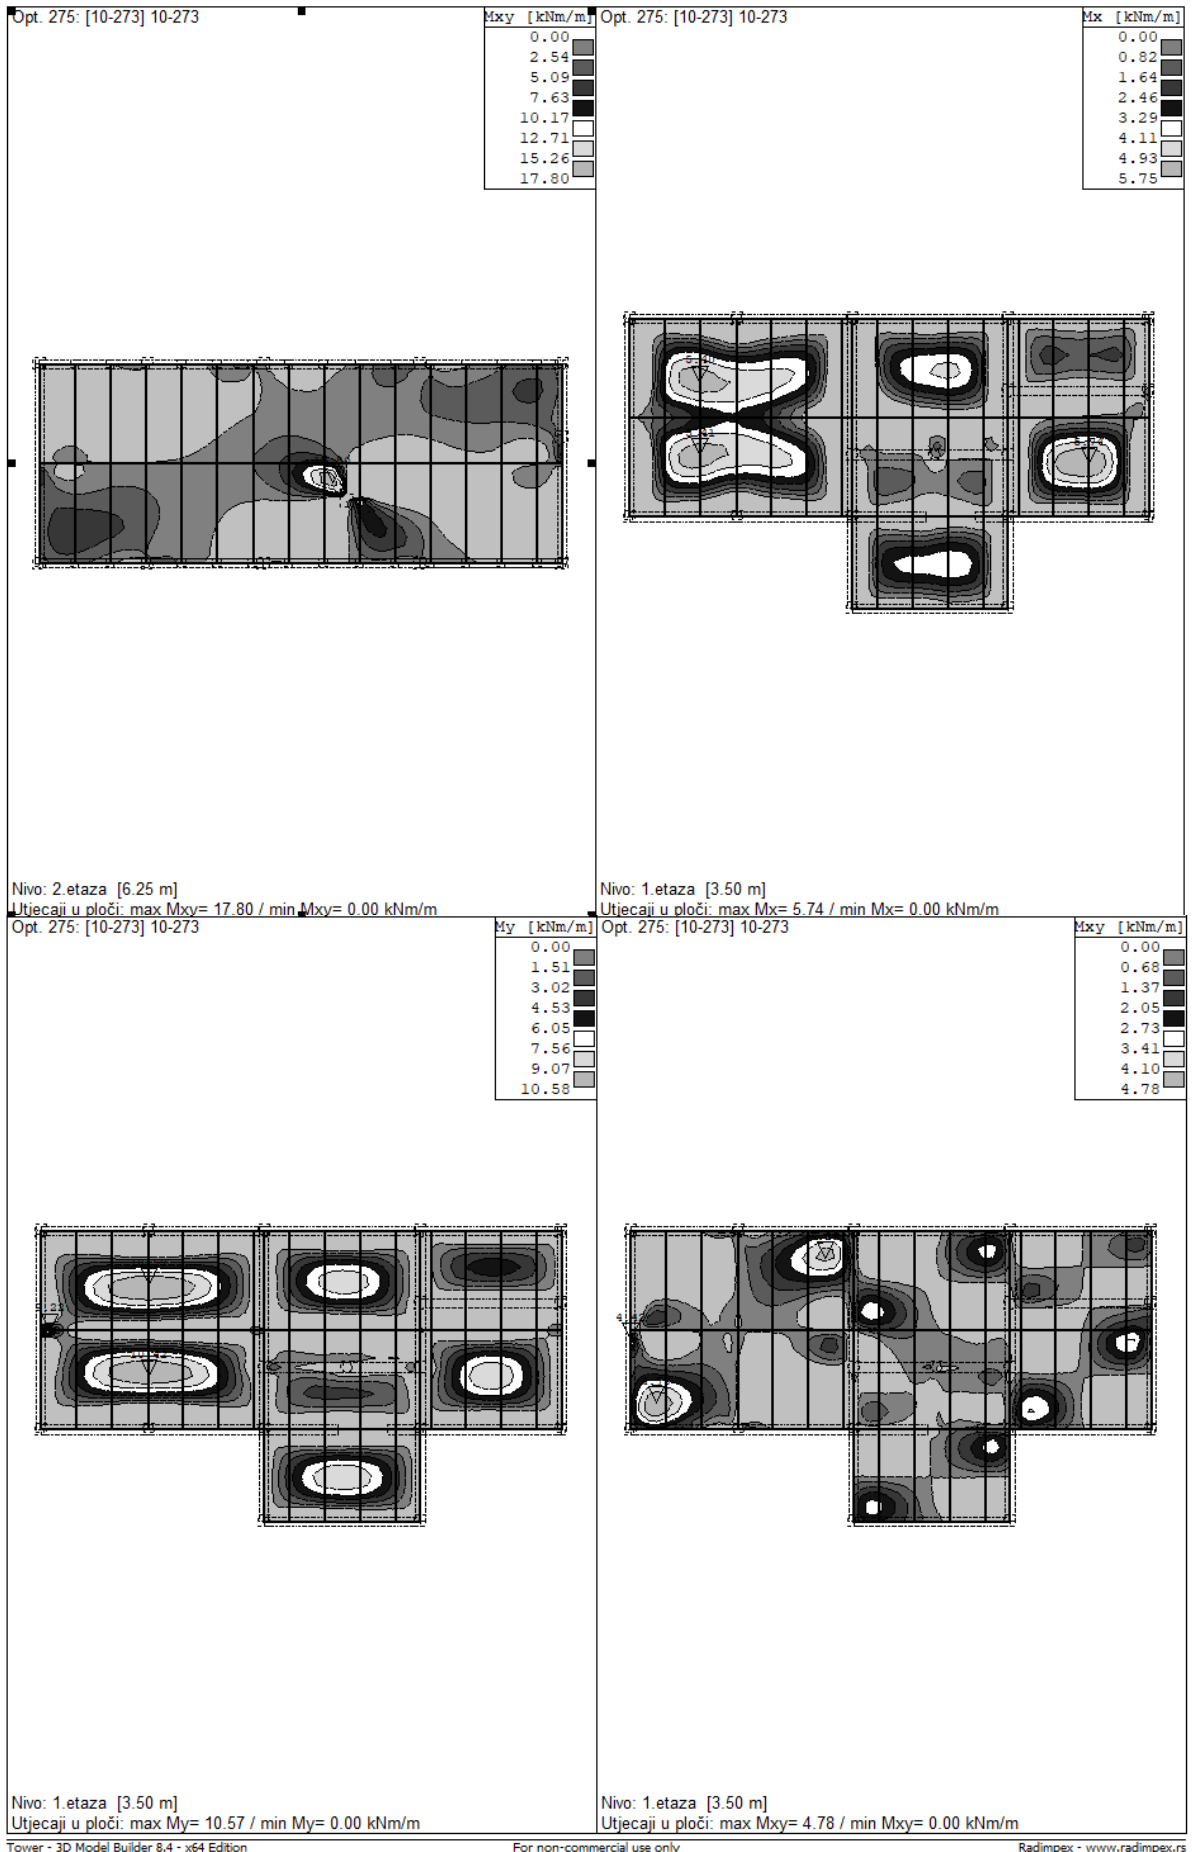 Opt. 275: [10-273] 10-273
Mxy [kNm/m]
0.00
2.54
5.09
7.63
10.17
12.71
15.26
17.80
Nivo: 2.etaza [6.25 m]
Utjecaji u ploči: max Mxy= 17.80 / min Mxy= 0.00 kNm/m
Opt. 275: [10-273] 10-273
Mx [kNm/m]
0.00
0.82
1.64
2.46
3.29
4.11
4.93
5.75
Nivo: 1.etaza [3.50 m]
Utjecaji u ploči: max Mx= 5.74 / min Mx= 0.00 kNm/m
Opt. 275: [10-273] 10-273
My [kNm/m]
0.00
1.51
3.02
4.53
6.05
7.56
9.07
10.58
Nivo: 1.etaza [3.50 m]
Utjecaji u ploči: max My= 10.57 / min My= 0.00 kNm/m
Opt. 275: [10-273] 10-273
Mxy [kNm/m]
0.00
0.68
1.37
2.05
2.73
3.41
4.10
4.78
Nivo: 1.etaza [3.50 m]
Utjecaji u ploči: max Mxy= 4.78 / min Mxy= 0.00 kNm/m
Tower - 3D Model Builder 8.4 - x64 Edition
For non-commercial use only
Radimpex - www.radimpex.rs